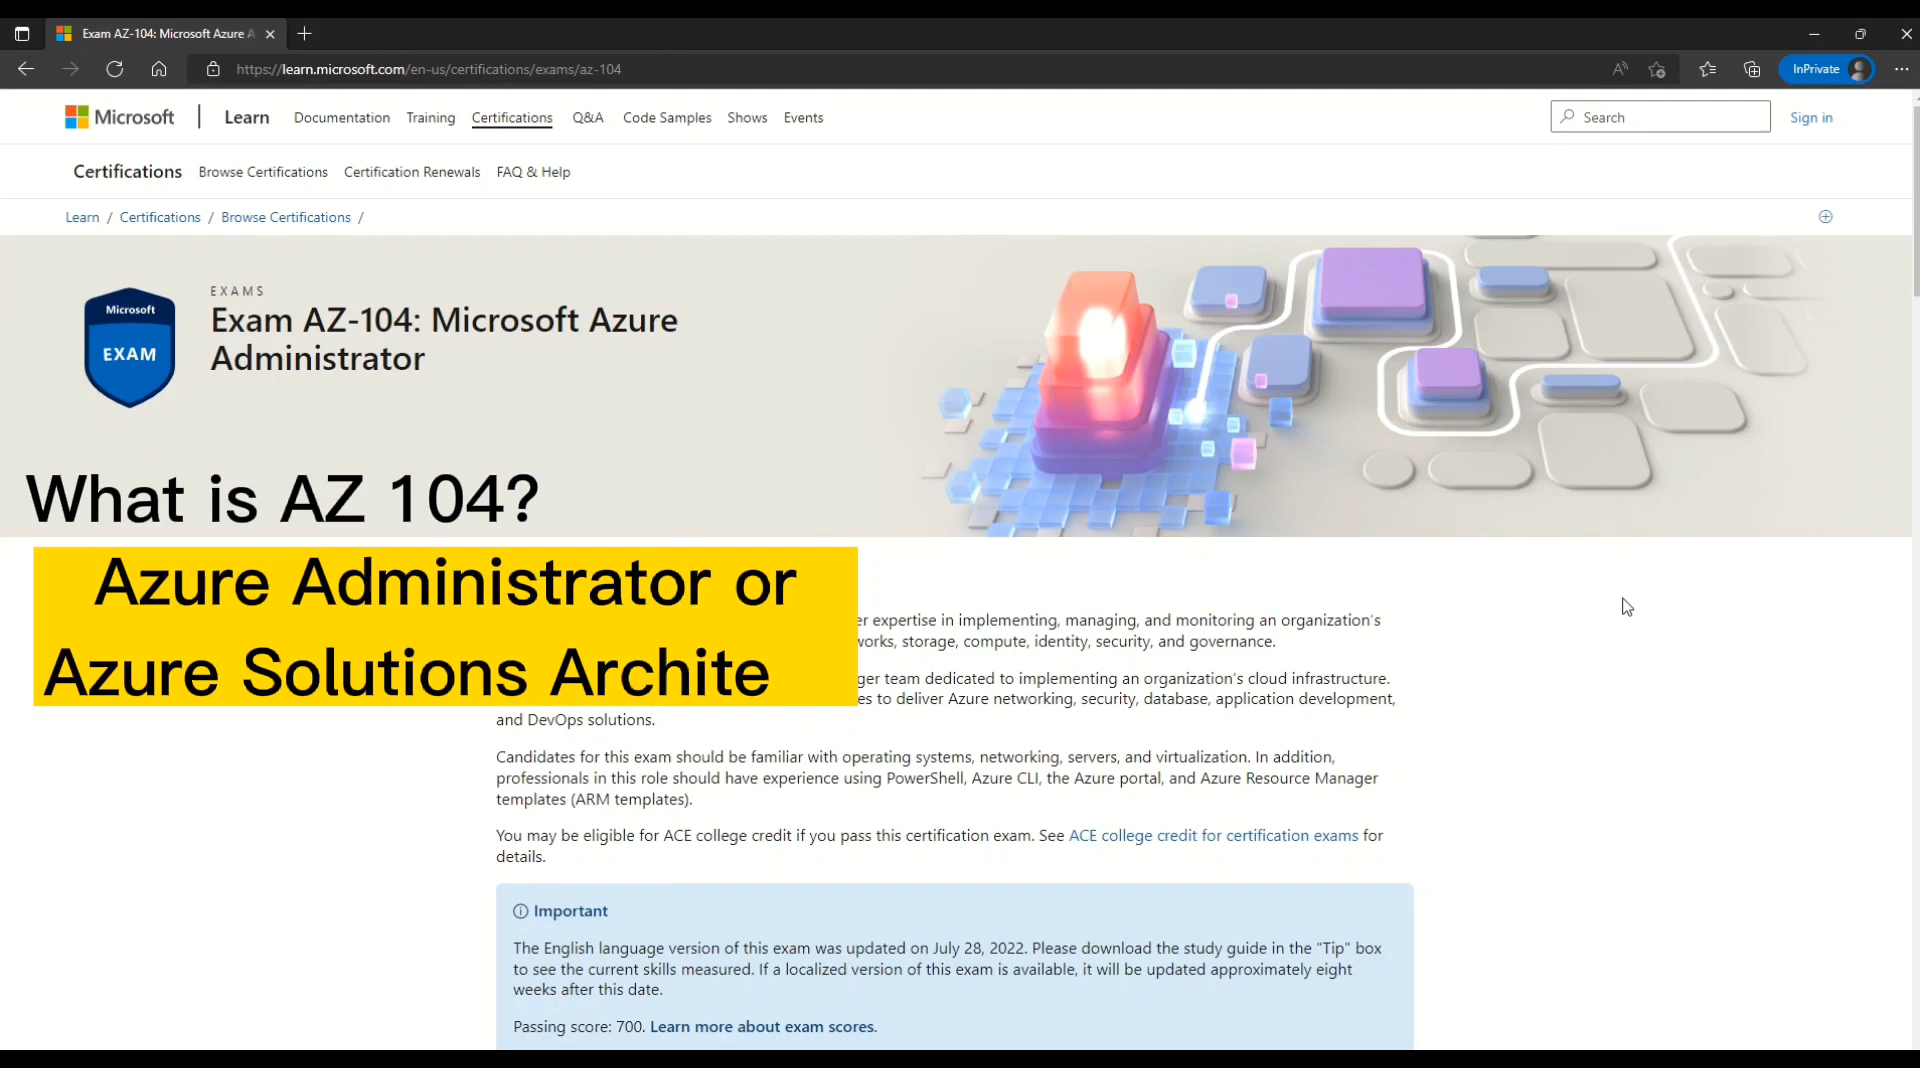 Exam AZ-104: Microsoft Azure A
https://learn.microsoft.com/en-us/certifications/exams/az-104
InPrivate
Microsoft Learn Documentation Training Certifications Q&A Code Samples Shows Events Search Sign in
Certifications Browse Certifications Certification Renewals FAQ & Help
Learn / Certifications / Browse Certifications /
Microsoft
EXAM
EXAMS
Exam AZ-104: Microsoft Azure
Administrator
What is AZ 104?
Azure Administrator or
Azure Solutions Archite
er expertise in implementing, managing, and monitoring an organization's
works, storage, compute, identity, security, and governance.
ger team dedicated to implementing an organization's cloud infrastructure.
es to deliver Azure networking, security, database, application development,
and DevOps solutions.
Candidates for this exam should be familiar with operating systems, networking, servers, and virtualization. In addition,
professionals in this role should have experience using PowerShell, Azure CLI, the Azure portal, and Azure Resource Manager
templates (ARM templates).
You may be eligible for ACE college credit if you pass this certification exam. See ACE college credit for certification exams for
details.
Important
The English language version of this exam was updated on July 28, 2022. Please download the study guide in the "Tip" box
to see the current skills measured. If a localized version of this exam is available, it will be updated approximately eight
weeks after this date.
Passing score: 700. Learn more about exam scores.